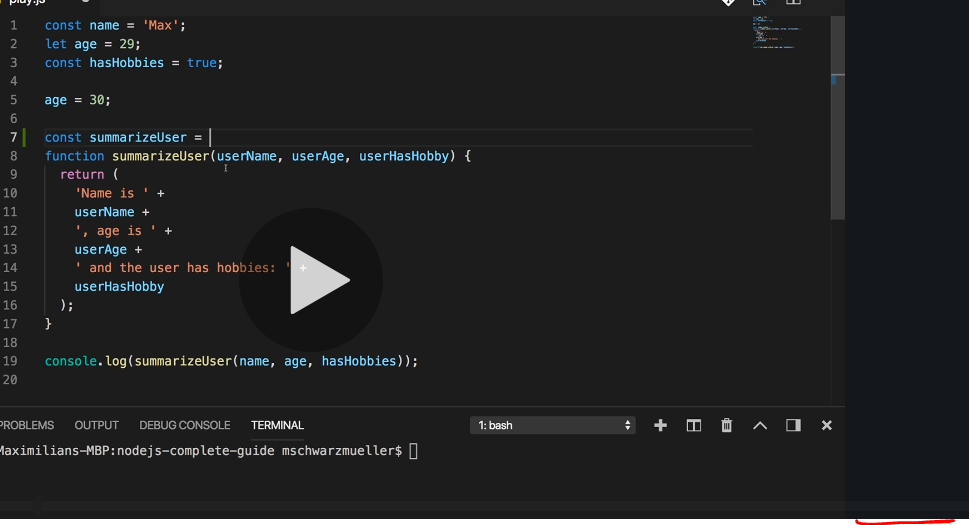 play.js
1 const name = 'Max';
2 let age = 29;
3 const hasHobbies = true;
4
5 age = 30;
6
7 const summarizeUser =
8 function summarizeUser(userName, userAge, userHasHobby) {
9 return (
10 'Name is ' +
11 userName +
12 ', age is ' +
13 userAge +
14 ' and the user has hobbies: ' +
15 userHasHobby
16 );
17 }
18
19 console.log(summarizeUser(name, age, hasHobbies));
20
PROBLEMS OUTPUT DEBUG CONSOLE TERMINAL 1: bash
Maximilians-MBP:nodejs-complete-guide mschwarzmueller$